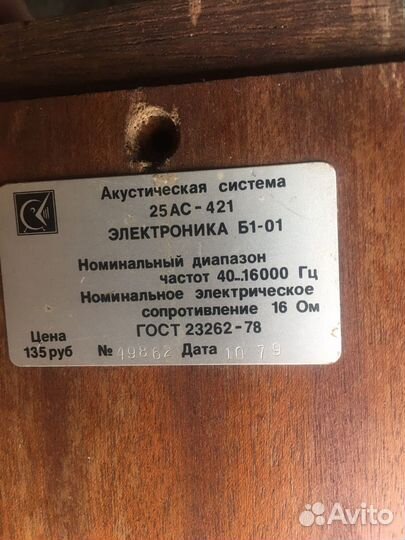 Акустическая система
25АС-421
ЭЛЕКТРОНИКА Б1-01
Номинальный диапазон
частот 40..16000 Гц
Номинальное электрическое
сопротивление 16 Ом
ГОСТ 23262-78
Цена
135 руб № 49862 Дата 10 79
Avito